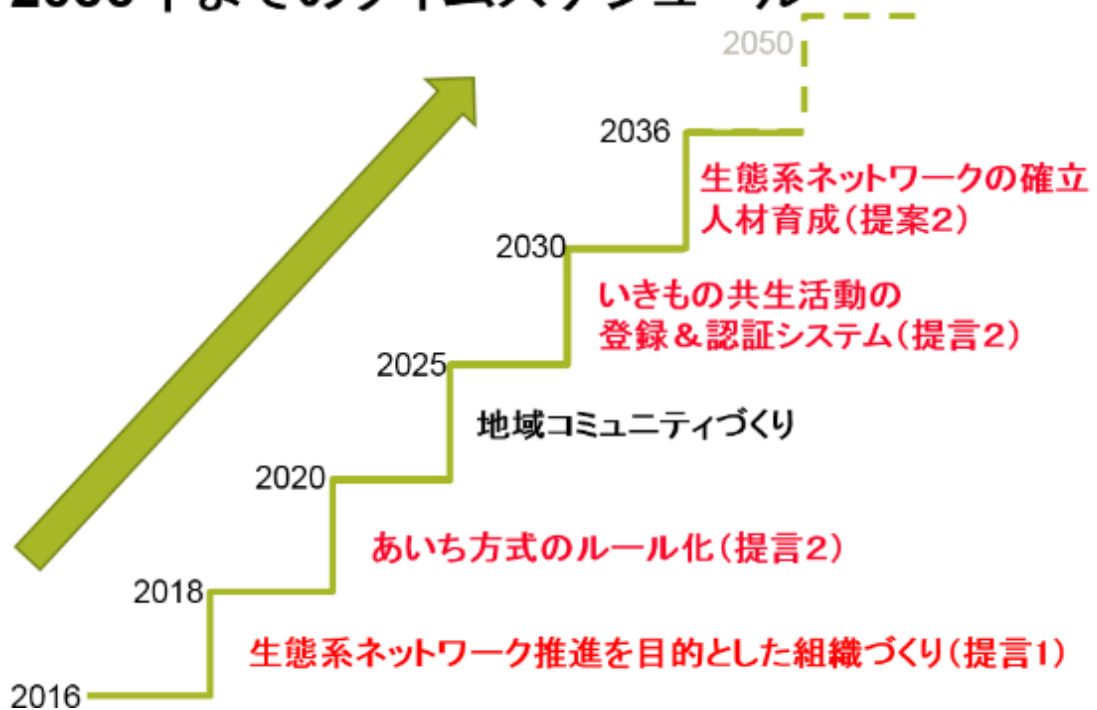 2050
2036
生態系ネットワークの確立
人材育成(提案2)
2030
いきもの共生活動の
登録&認証システム(提言2)
2025
地域コミュニティづくり
2020
あいち方式のルール化(提言2)
2018
生態系ネットワーク推進を目的とした組織づくり(提言1)
2016